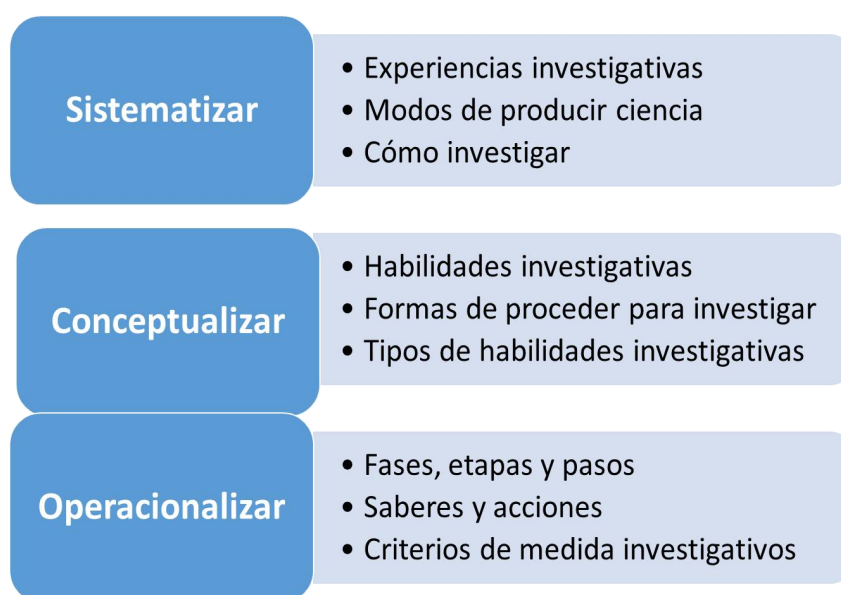 Sistematizar
• Experiencias investigativas
• Modos de producir ciencia
• Cómo investigar
Conceptualizar
• Habilidades investigativas
• Formas de proceder para investigar
• Tipos de habilidades investigativas
Operacionalizar
• Fases, etapas y pasos
• Saberes y acciones
• Criterios de medida investigativos